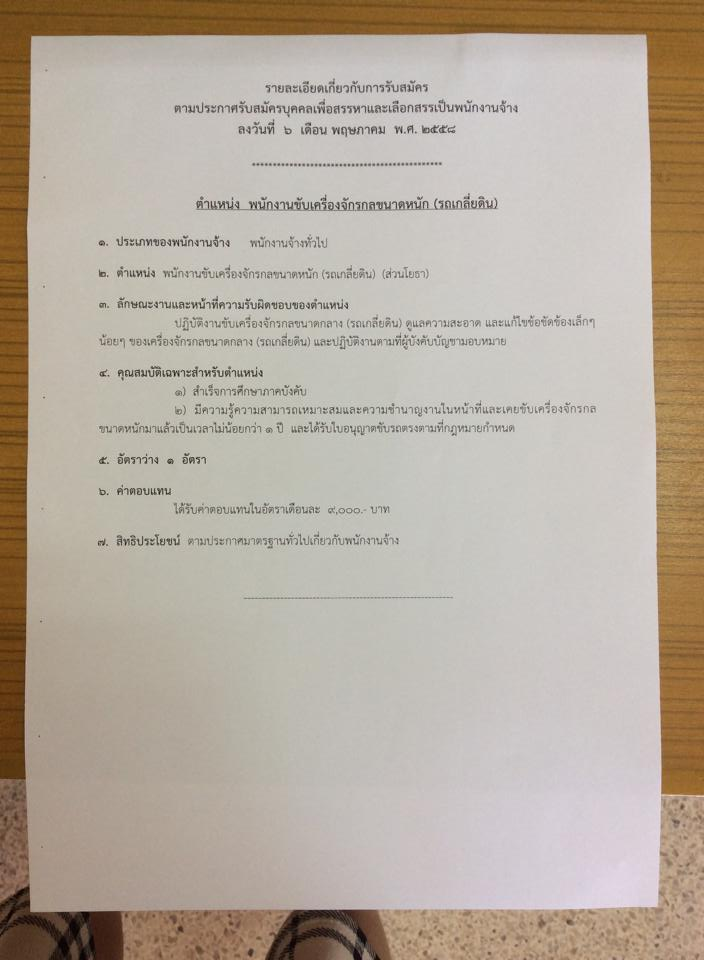 รายละเอียดเกี่ยวกับการรับสมัคร
ตามประกาศรับสมัครบุคคลเพื่อสรรหาและเลือกสรรเป็นพนักงานจ้าง
ลงวันที่ ๖ เดือน พฤษภาคม พ.ศ. ๒๕๕๘
**********************************************
ตำแหน่ง พนักงานขับเครื่องจักรกลขนาดหนัก (รถเกลี่ยดิน)
๑. ประเภทของพนักงานจ้าง พนักงานจ้างทั่วไป
๒. ตำแหน่ง พนักงานขับเครื่องจักรกลขนาดหนัก (รถเกลี่ยดิน) (ส่วนโยธา)
๓. ลักษณะงานและหน้าที่ความรับผิดชอบของตำแหน่ง
ปฏิบัติงานขับเครื่องจักรกลขนาดกลาง (รถเกลี่ยดิน) ดูแลความสะอาด และแก้ไขข้อขัดข้องเล็กๆ
น้อยๆ ของเครื่องจักรกลขนาดกลาง (รถเกลี่ยดิน) และปฏิบัติงานตามที่ผู้บังคับบัญชามอบหมาย
๔. คุณสมบัติเฉพาะสำหรับตำแหน่ง
๑) สำเร็จการศึกษาภาคบังคับ
๒) มีความรู้ความสามารถเหมาะสมและความชำนาญงานในหน้าที่และเคยขับเครื่องจักรกล
ขนาดหนักมาแล้วเป็นเวลาไม่น้อยกว่า ๑ ปี และได้รับใบอนุญาตขับรถตรงตามที่กฎหมายกำหนด
๕. อัตราว่าง ๑ อัตรา
๖. ค่าตอบแทน
ได้รับค่าตอบแทนในอัตราเดือนละ ๙,๐๐๐.- บาท
๗. สิทธิประโยชน์ ตามประกาศมาตรฐานทั่วไปเกี่ยวกับพนักงานจ้าง